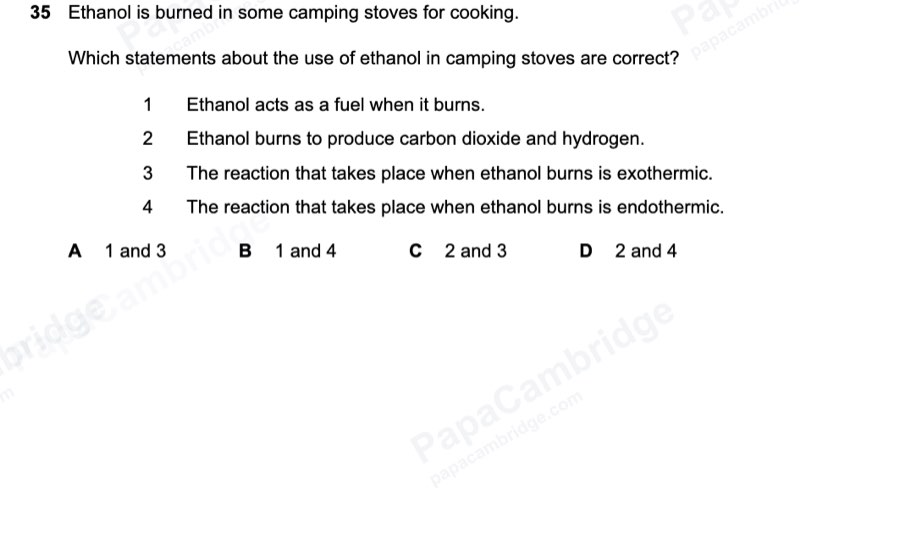 35 Ethanol is burned in some camping stoves for cooking.
Which statements about the use of ethanol in camping stoves are correct?
1 Ethanol acts as a fuel when it burns.
2 Ethanol burns to produce carbon dioxide and hydrogen.
3 The reaction that takes place when ethanol burns is exothermic.
4 The reaction that takes place when ethanol burns is endothermic.
A 1 and 3 B 1 and 4 C 2 and 3 D 2 and 4
PapaCambridge
papacambridge.com